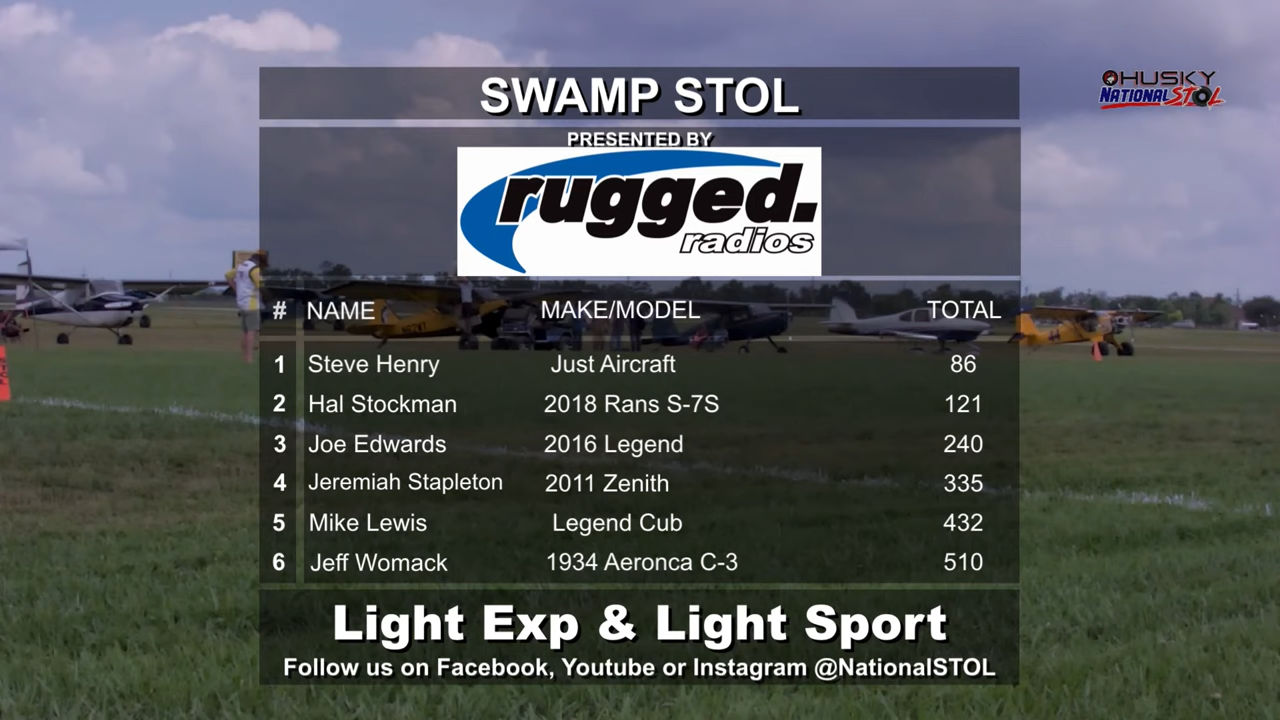 SWAMP STOL
HUSKY
NATIONAL STOL
PRESENTED BY
rugged.
radios
# NAME MAKE/MODEL TOTAL
1 Steve Henry Just Aircraft 86
2 Hal Stockman 2018 Rans S-7S 121
3 Joe Edwards 2016 Legend 240
4 Jeremiah Stapleton 2011 Zenith 335
5 Mike Lewis Legend Cub 432
6 Jeff Womack 1934 Aeronca C-3 510
Light Exp & Light Sport
Follow us on Facebook, Youtube or Instagram @NationalSTOL